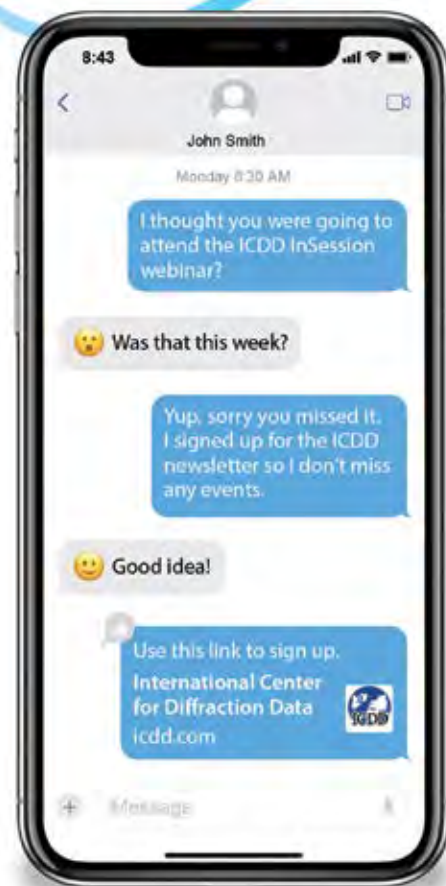 8:43
John Smith
Monday 8:30 AM
I thought you were going to
attend the ICDD InSession
webinar?
😮 Was that this week?
Yup, sorry you missed it.
I signed up for the ICDD
newsletter so I don't miss
any events.
🙂 Good idea!
Use this link to sign up.
International Center
for Diffraction Data
icdd.com
ICDD
Message